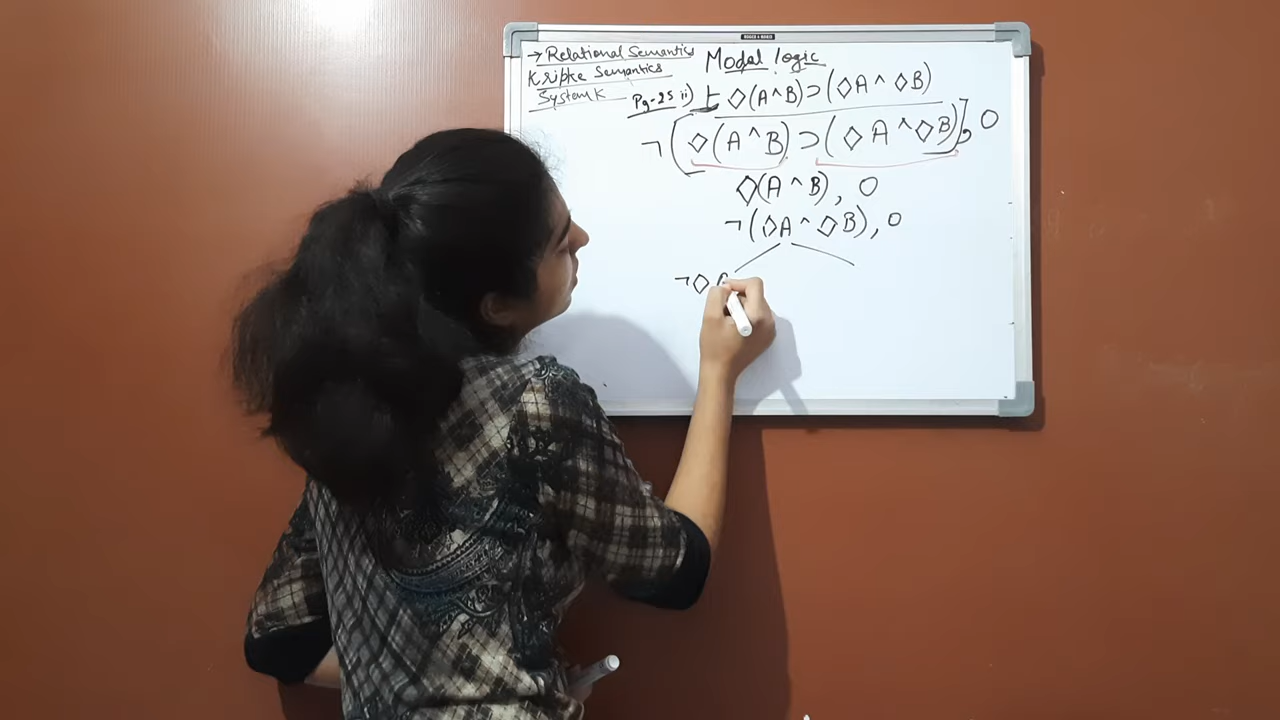 → Relational Semantics
Modal logic
Kripke Semantics
System K
Pg-25 ii) ⊢ ◇(A^B)⊃(◇A ^ ◇B)
¬(◇(A^B)⊃(◇A^◇B)), 0
◇(A^B), 0
¬(◇A^◇B), 0
¬◇